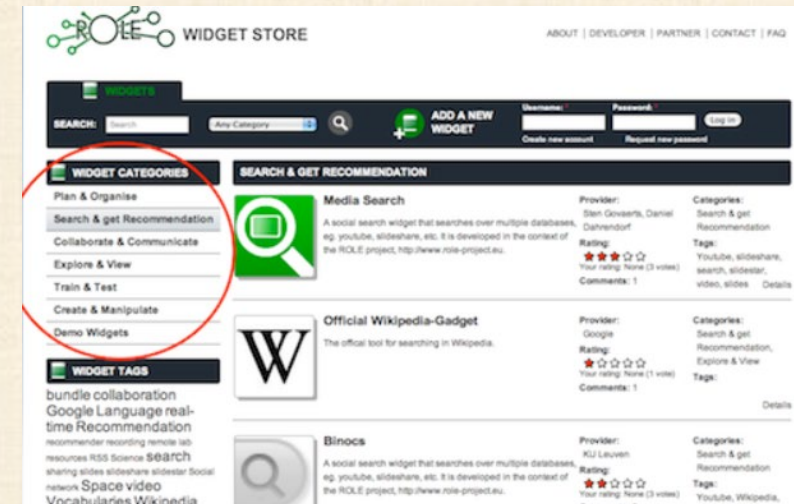 ROLE WIDGET STORE
ABOUT | DEVELOPER | PARTNER | CONTACT | FAQ
WIDGETS
SEARCH: Search
Any Category
ADD A NEW
WIDGET
Username: *
Password: *
Log in
Create new account
Request new password
WIDGET CATEGORIES
Plan & Organise
Search & get Recommendation
Collaborate & Communicate
Explore & View
Train & Test
Create & Manipulate
Demo Widgets
WIDGET TAGS
bundle collaboration
Google Language real-
time Recommendation
recommender recording remote lab
resources RSS Science search
sharing slides slideshare slidestar Social
network Space video
Vocabularies Wikipedia
SEARCH & GET RECOMMENDATION
Media Search
A social search widget that searches over multiple databases,
eg. youtube, slideshare, etc. It is developed in the context of
the ROLE project, http://www.role-project.eu.
Provider:
Sten Govaerts, Daniel
Dahrendorf
Rating:
Your rating: None (3 votes)
Comments: 1
Categories:
Search & get
Recommendation
Tags:
Youtube, slideshare,
search, slidestar,
video, slides
Details
Official Wikipedia-Gadget
The offical tool for searching in Wikipedia.
W
Provider:
Google
Rating:
Your rating: None (1 vote)
Comments: 1
Categories:
Search & get
Recommendation,
Explore & View
Tags:
Details
Binocs
A social search widget that searches over multiple databases,
eg. youtube, slideshare, etc. It is developed in the context of
the ROLE project, http://www.role-project.eu.
Provider:
KU Leuven
Rating:
Your rating: None (3 votes)
Categories:
Search & get
Recommendation
Tags:
Youtube, Wikipedia,